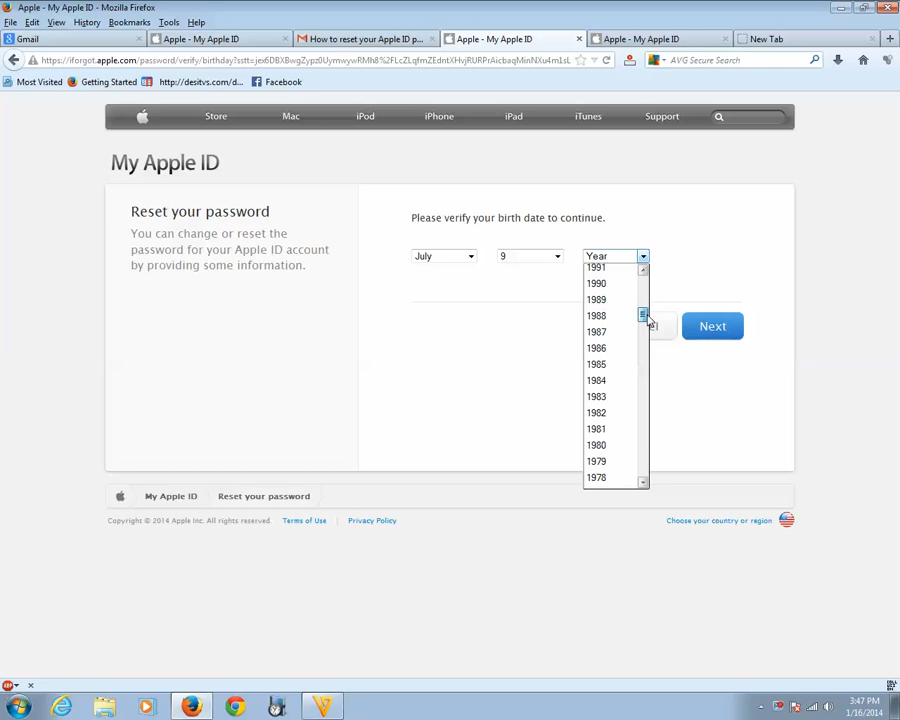 Apple - My Apple ID - Mozilla Firefox
File Edit View History Bookmarks Tools Help
Gmail
Apple - My Apple ID
How to reset your Apple ID p...
Apple - My Apple ID
Apple - My Apple ID
New Tab
AVG Secure Search
Most Visited Getting Started http://desitvs.com/d... Facebook
Store Mac iPod iPhone iPad iTunes Support
My Apple ID
Reset your password
You can change or reset the
password for your Apple ID account
by providing some information.
Please verify your birth date to continue.
July 9 Year
1991
1990
1989
1988
1987
1986
1985
1984
1983
1982
1981
1980
1979
1978
Next
My Apple ID Reset your password
Copyright © 2014 Apple Inc. All rights reserved. Terms of Use Privacy Policy
Choose your country or region
ABP
3:47 PM
1/16/2014